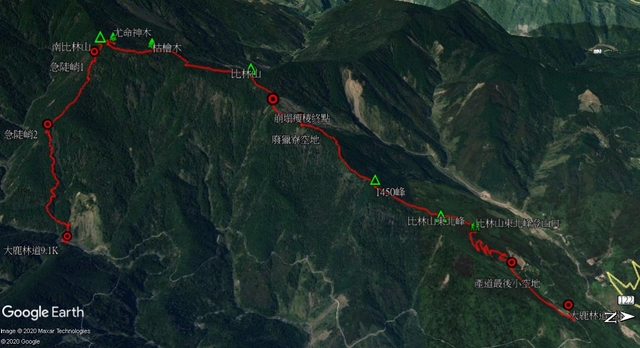 尤命神木
南比林山
枯檜木
急陡峭1
比林山
崩塌瘦稜終點
急陡峭2
廢獵寮空地
1450峰
比林山東北峰
比林山東北峰登山口
大鹿林道9.1K
產道最後小空地
大鹿林道
122
N
Google Earth
Image © 2020 Maxar Technologies
© 2020 Google